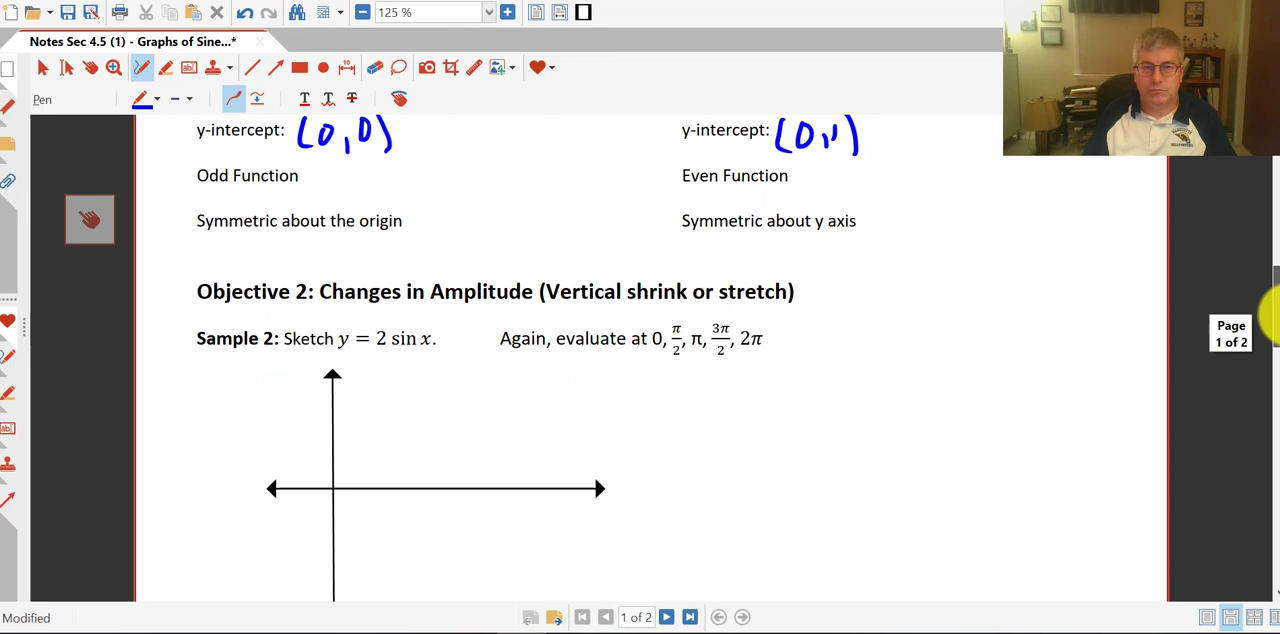 125 %
Notes Sec 4.5 (1) - Graphs of Sine...*
Pen
y-intercept: (0,0)
y-intercept: (0,1)
Odd Function
Even Function
Symmetric about the origin
Symmetric about y axis
Objective 2: Changes in Amplitude (Vertical shrink or stretch)
Sample 2: Sketch y = 2 sin x. Again, evaluate at 0, π/2, π, 3π/2, 2π
Page
1 of 2
Modified
1 of 2